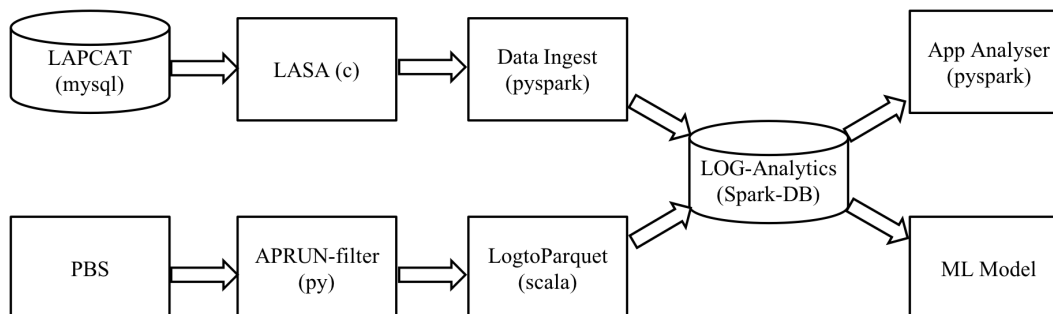 LAPCAT
(mysql)
LASA (c)
Data Ingest
(pyspark)
App Analyser
(pyspark)
LOG-Analytics
(Spark-DB)
PBS
APRUN-filter
(py)
LogtoParquet
(scala)
ML Model